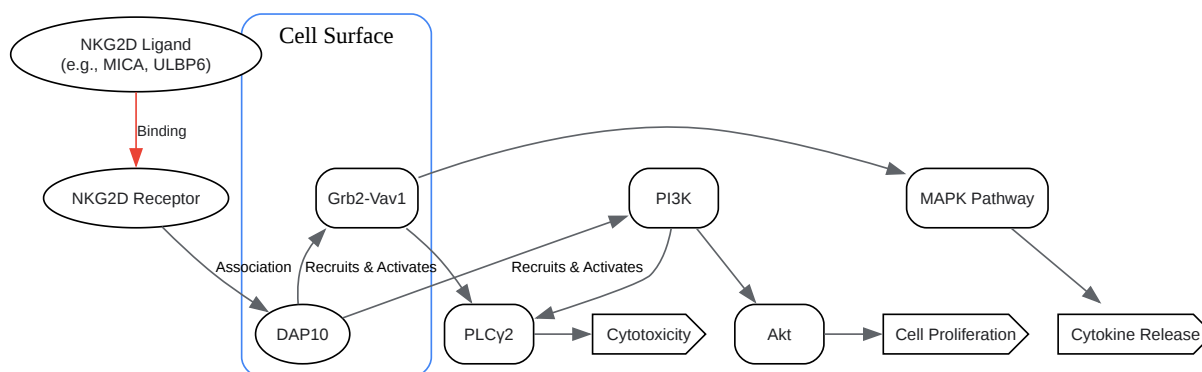 NKG2D Ligand
(e.g., MICA, ULBP6)
Cell Surface
Binding
NKG2D Receptor
Grb2-Vav1
PI3K
MAPK Pathway
Association
Recruits & Activates
Recruits & Activates
DAP10
PLCγ2
Cytotoxicity
Akt
Cell Proliferation
Cytokine Release